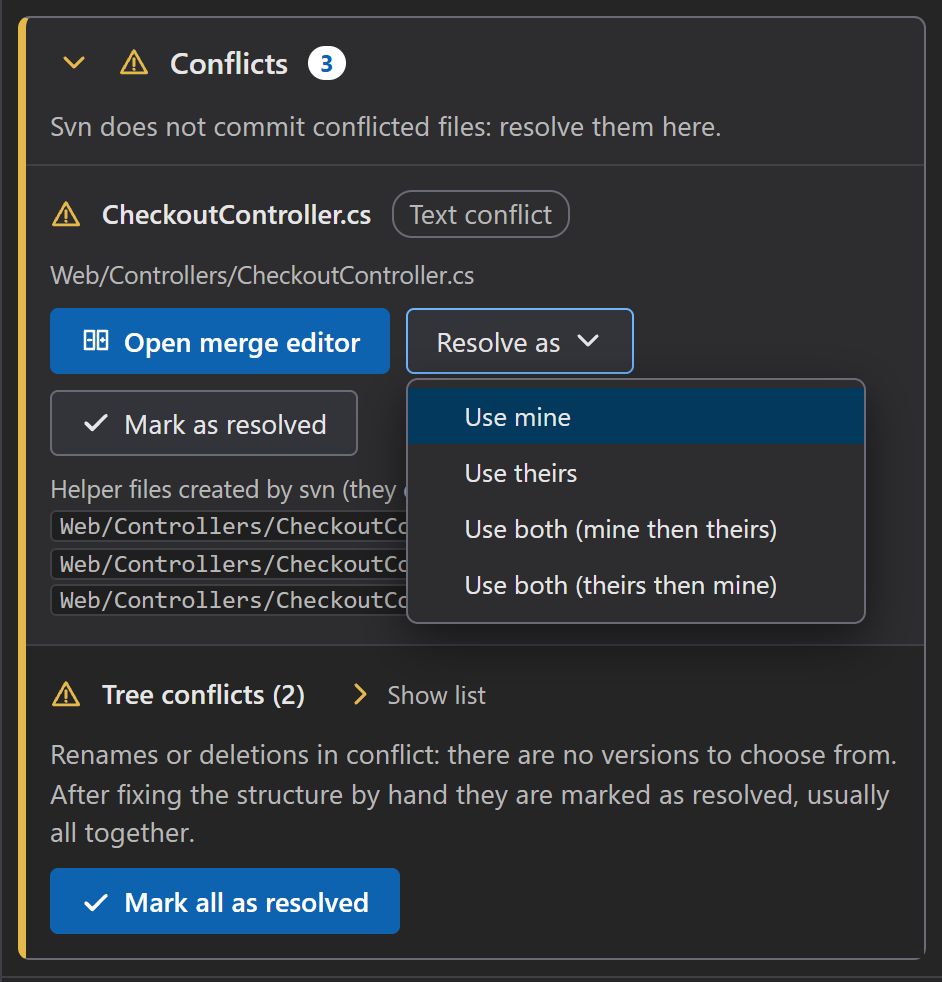 Conflicts 3
Svn does not commit conflicted files: resolve them here.
CheckoutController.cs Text conflict
Web/Controllers/CheckoutController.cs
Open merge editor Resolve as
Use mine
Mark as resolved
Use theirs
Helper files created by svn (they
Web/Controllers/CheckoutCo
Use both (mine then theirs)
Web/Controllers/CheckoutCo
Use both (theirs then mine)
Web/Controllers/CheckoutCo
Tree conflicts (2) Show list
Renames or deletions in conflict: there are no versions to choose from.
After fixing the structure by hand they are marked as resolved, usually
all together.
Mark all as resolved